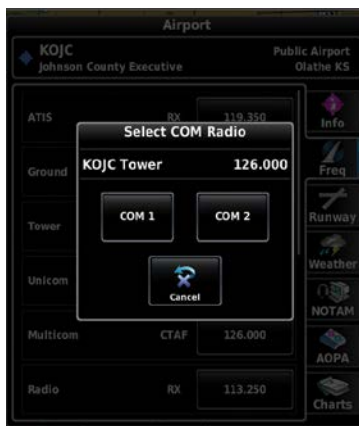 Airport
KOJC Public Airport
Johnson County Executive Olathe KS
ATIS RX 119.350
Info
Select COM Radio
KOJC Tower 126.000
Ground
Freq
COM 1 COM 2
Tower
Runway
Weather
Unicom
Cancel
NOTAM
Multicom CTAF 126.000
AOPA
Radio RX 113.250
Charts